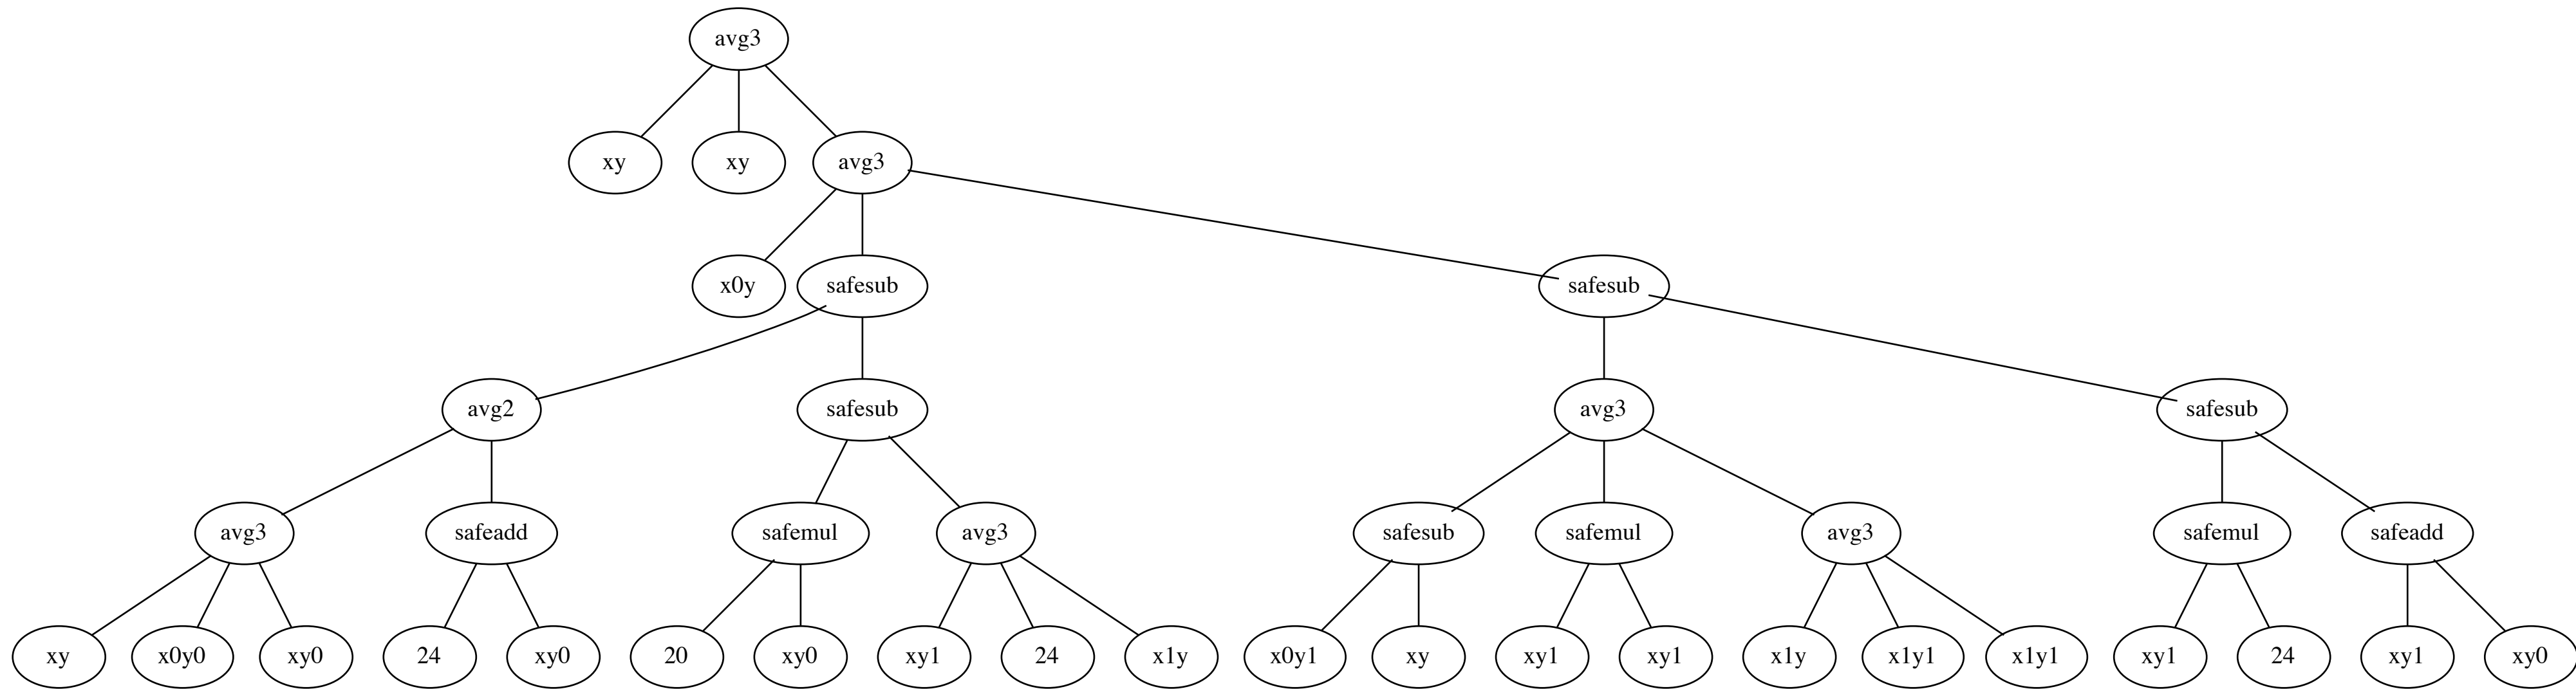 avg3
xy xy avg3
x0y safesub safesub
avg2 safesub avg3 safesub
avg3 safeadd safemul avg3 safesub safemul avg3 safemul safeadd
xy x0y0 xy0 24 xy0 20 xy0 xy1 24 x1y x0y1 xy xy1 xy1 x1y x1y1 x1y1 xy1 24 xy1 xy0